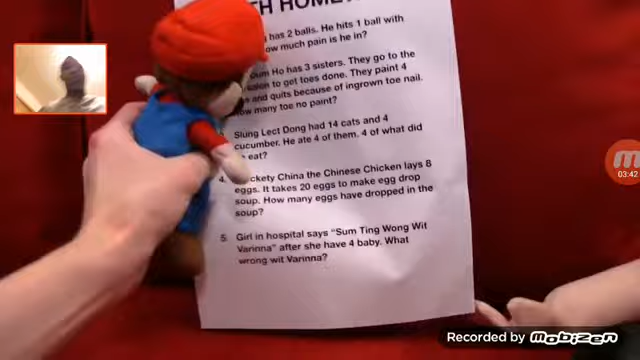 H HOME
has 2 balls. He hits 1 ball with
ow much pain is he in?
oum Ho has 3 sisters. They go to the
salon to get toes done. They paint 4
e and quits because of ingrown toe nail.
How many toe no paint?
Slung Lect Dong had 14 cats and 4
cucumber. He ate 4 of them. 4 of what did
eat?
4. ckety China the Chinese Chicken lays 8
eggs. It takes 20 eggs to make egg drop
soup. How many eggs have dropped in the
soup?
5. Girl in hospital says "Sum Ting Wong Wit
Varinna" after she have 4 baby. What
wrong wit Varinna?
m
03:42
Recorded by mobizen